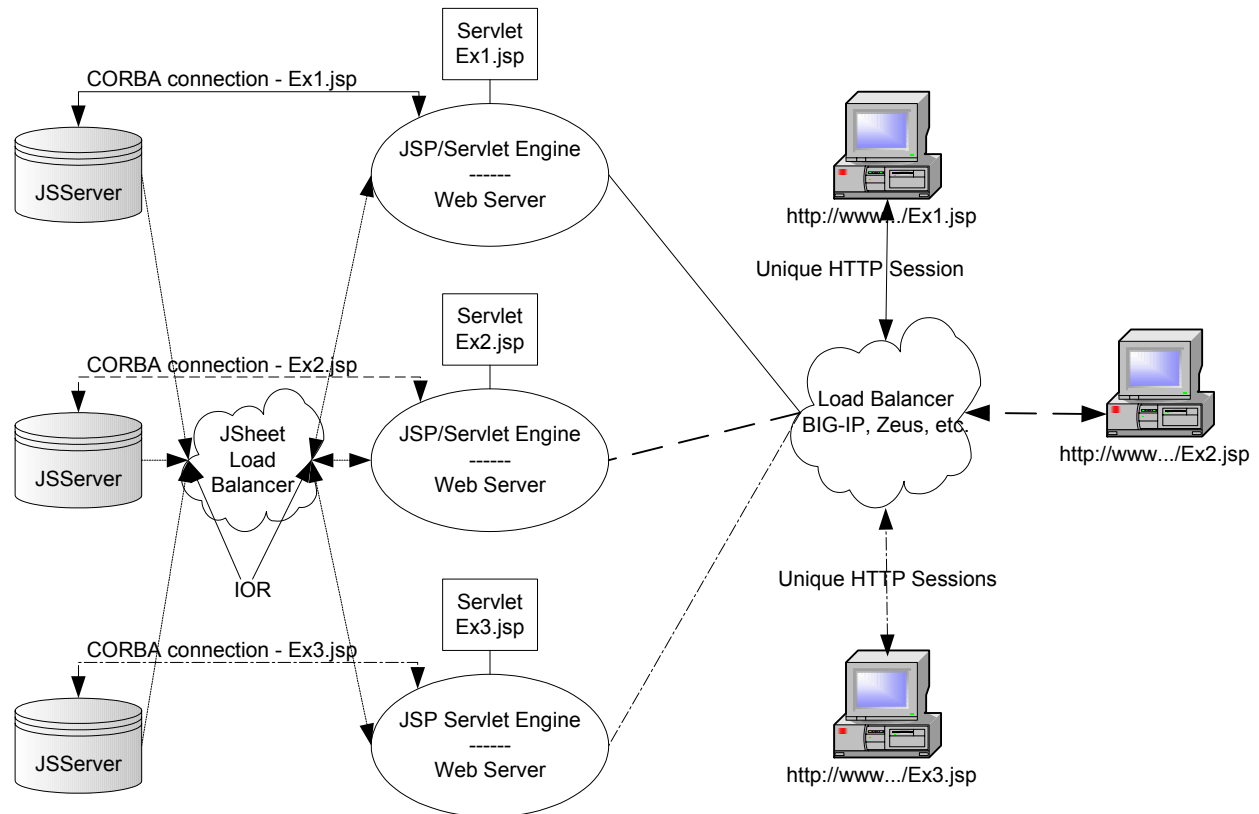 Servlet
Ex1.jsp
CORBA connection - Ex1.jsp
JSServer
JSP/Servlet Engine
------
Web Server
http://www.../Ex1.jsp
Unique HTTP Session
Servlet
Ex2.jsp
CORBA connection - Ex2.jsp
JSServer
JSheet
Load
Balancer
JSP/Servlet Engine
------
Web Server
Load Balancer
BIG-IP, Zeus, etc.
http://www.../Ex2.jsp
IOR
Unique HTTP Sessions
Servlet
Ex3.jsp
CORBA connection - Ex3.jsp
JSServer
JSP Servlet Engine
------
Web Server
http://www.../Ex3.jsp